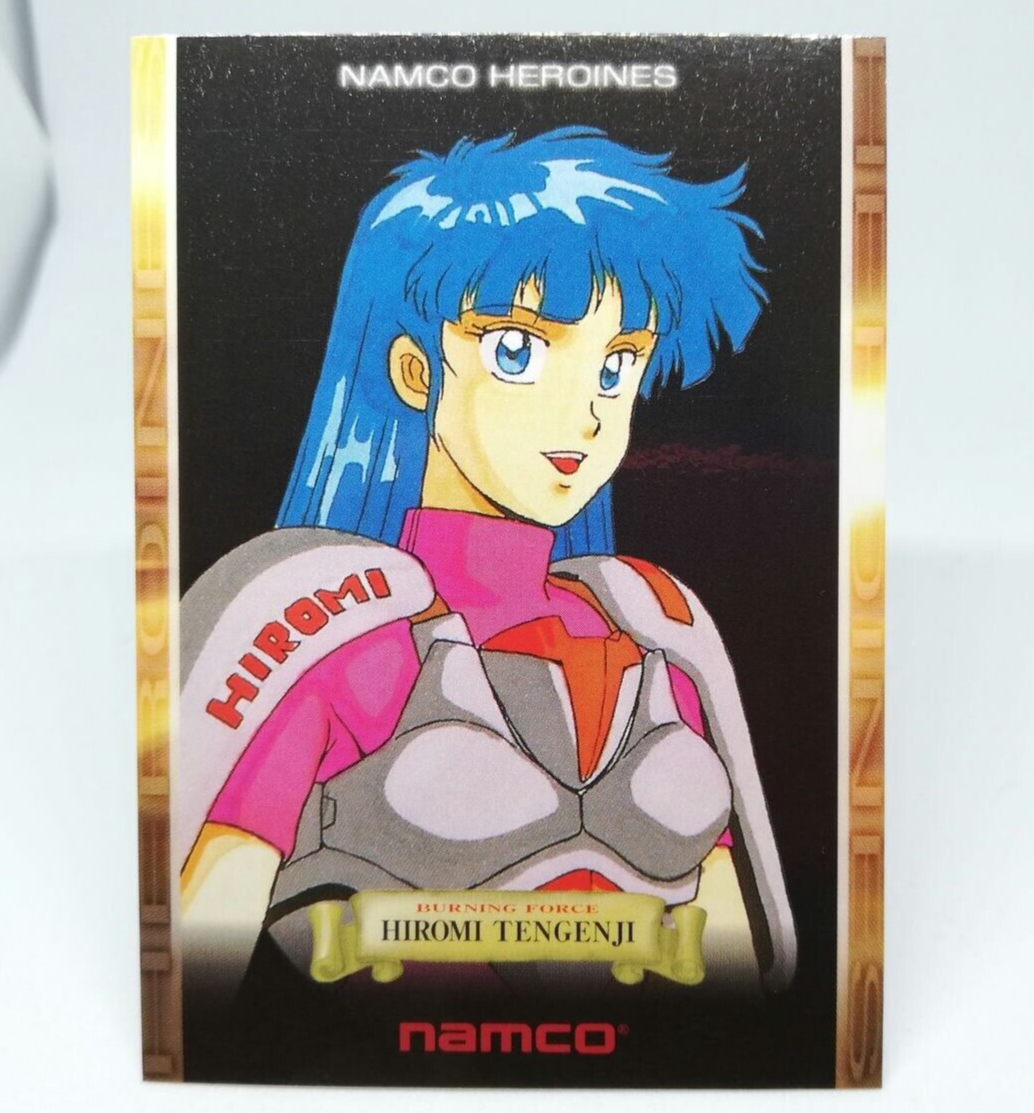 NAMCO HEROINES
HIROMI
BURNING FORCE
HIROMI TENGENJI
namco®